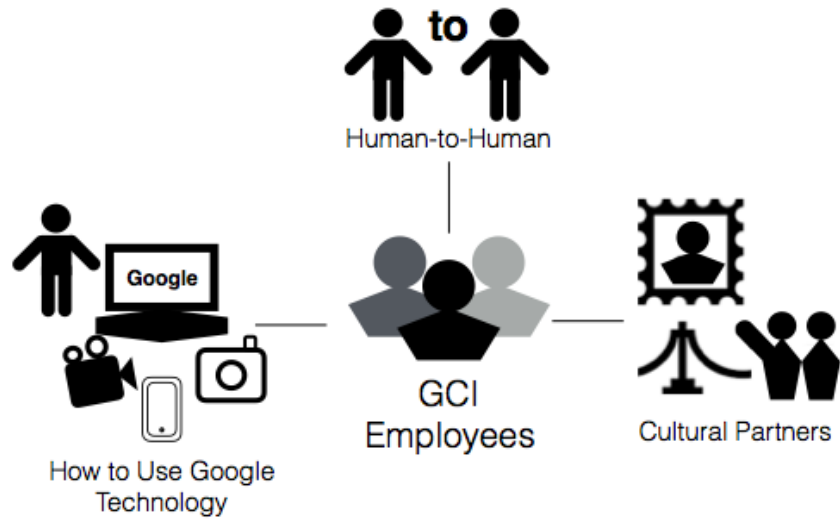 to
Human-to-Human
Google
GCI
Employees
Cultural Partners
How to Use Google
Technology